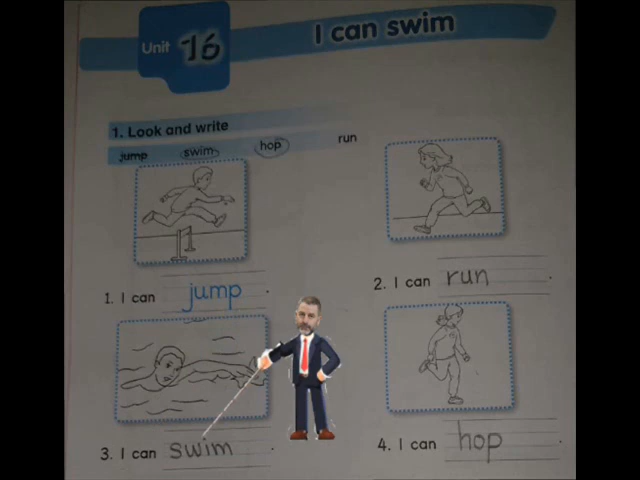 Unit 16
I can swim
1. Look and write
jump swim hop run
1. I can jump.
2. I can run.
3. I can swim.
4. I can hop.